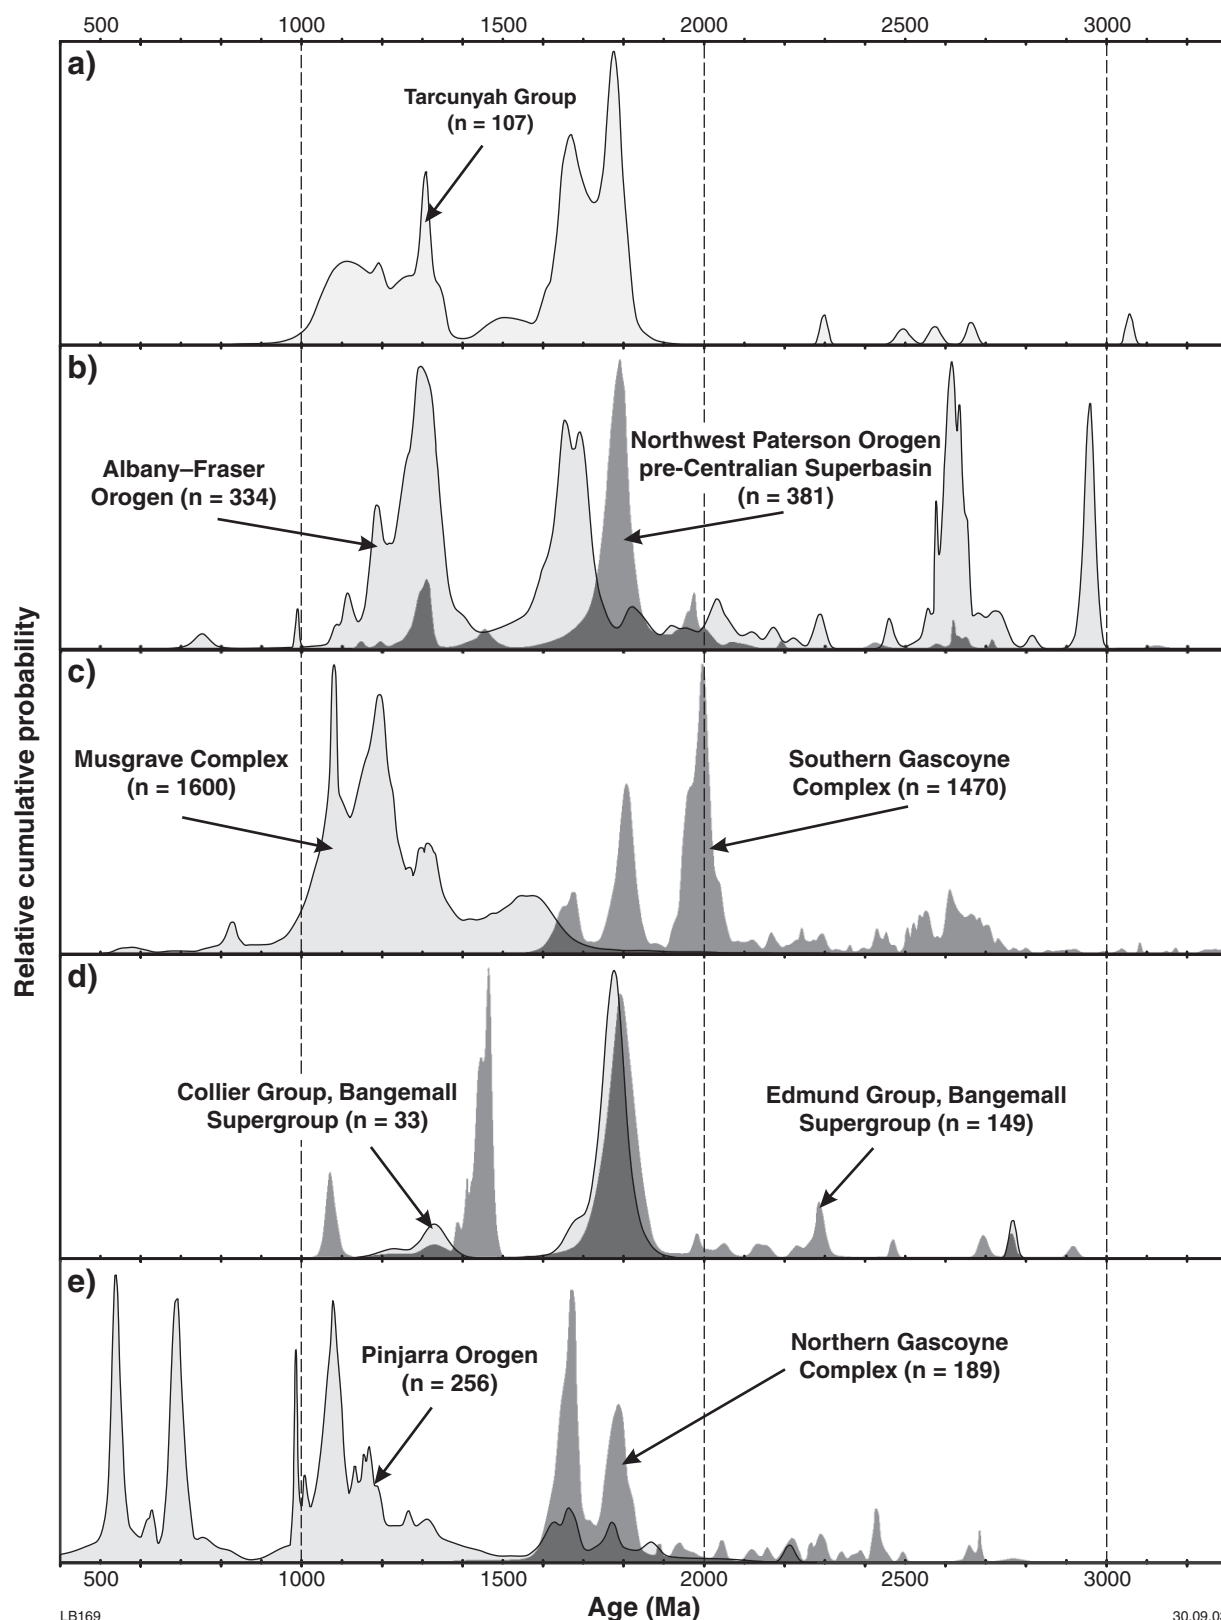 500 1000 1500 2000 2500 3000
a)
Tarcunyah Group
(n = 107)
b)
Albany–Fraser
Orogen (n = 334)
Northwest Paterson Orogen
pre-Centralian Superbasin
(n = 381)
c)
Musgrave Complex
(n = 1600)
Southern Gascoyne
Complex (n = 1470)
d)
Collier Group, Bangemall
Supergroup (n = 33)
Edmund Group, Bangemall
Supergroup (n = 149)
e)
Pinjarra Orogen
(n = 256)
Northern Gascoyne
Complex (n = 189)
Relative cumulative probability
500 1000 1500 2000 2500 3000
Age (Ma)
LB169